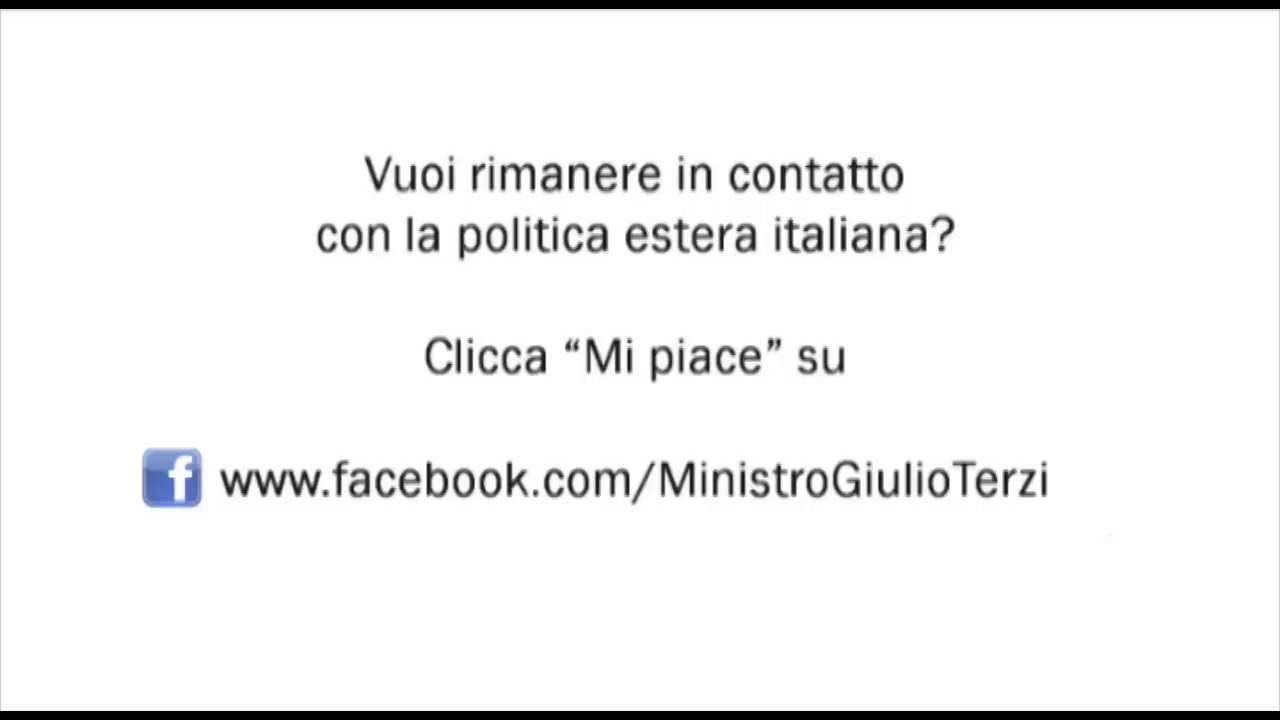 Vuoi rimanere in contatto
con la politica estera italiana?
Clicca “Mi piace” su
f www.facebook.com/MinistroGiulioTerzi